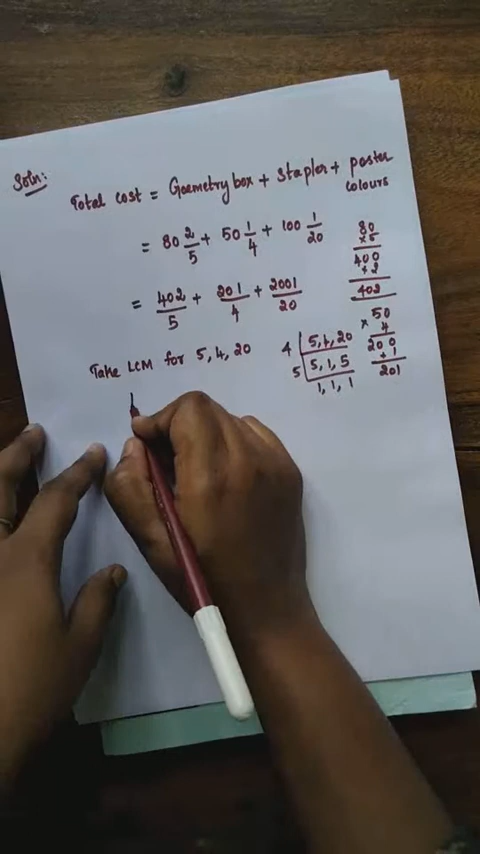 Soln:
Total cost = Goemetry box + Stapler + poster colours
= 80 2/5 + 50 1/4 + 100 1/20
= 402/5 + 201/4 + 2001/20
80
×5
400
+2
402
Take LCM for 5, 4, 20
4 | 5, 4, 20
5 | 5, 1, 5
1, 1, 1
× 50
4
200
+1
201